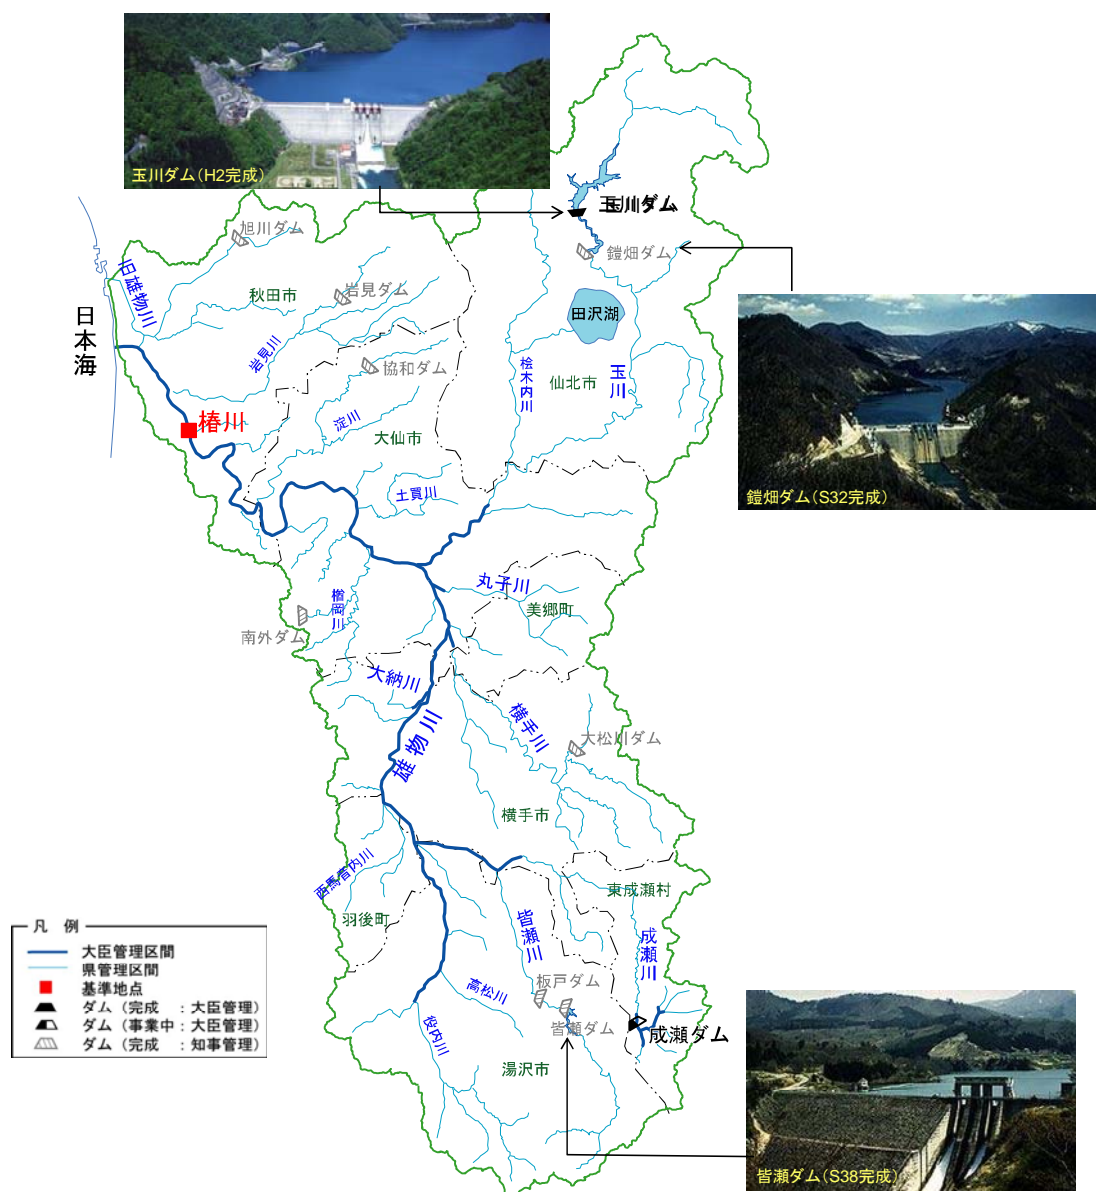 玉川ダム(H2完成)
玉川ダム
旭川ダム
鎧畑ダム
旧雄物川
秋田市
岩見ダム
田沢湖
日本海
岩見川
協和ダム
桧木内川
仙北市
玉川
椿川
淀川
大仙市
土買川
鎧畑ダム(S32完成)
丸子川
楢岡川
美郷町
南外ダム
大納川
横手川
大松川ダム
雄物川
横手市
西馬音内川
東成瀬村
羽後町
皆瀬川
成瀬川
板戸ダム
高松川
皆瀬ダム
成瀬ダム
役内川
湯沢市
凡 例
大臣管理区間
県管理区間
基準地点
ダム(完成 :大臣管理)
ダム(事業中:大臣管理)
ダム(完成 :知事管理)
皆瀬ダム(S38完成)